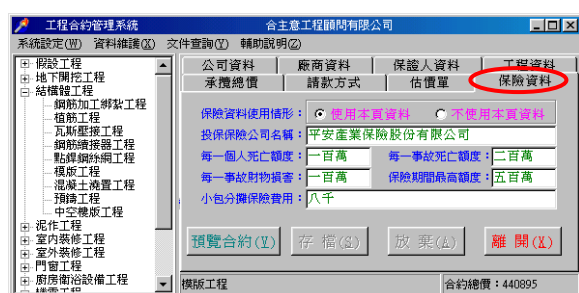 工程合約管理系統
合主意工程顧問有限公司
系統設定(W) 資料維護(X) 交件查詢(Y) 輔助說明(Z)
假設工程
地下開挖工程
結構體工程
鋼筋加工綁紮工程
植筋工程
瓦斯壓接工程
鋼筋續接器工程
點焊鋼絲網工程
模版工程
混凝土澆置工程
預鑄工程
中空樓版工程
泥作工程
室內裝修工程
室外裝修工程
門窗工程
廚房衛浴設備工程
公司資料 廠商資料 保證人資料 工程資料
承攬總價 請款方式 估價單 保險資料
保險資料使用情形： 使用本頁資料 不使用本頁資料
投保保險公司名稱：平安產業保險股份有限公司
每一個人死亡額度：一百萬 每一事故死亡額度：二百萬
每一事故財物損害：一百萬 保險期間最高額度：五百萬
小包分攤保險費用：八千
預覽合約(V) 存 檔(S) 放 棄(A) 離 開(X)
模版工程 合約總價：440895